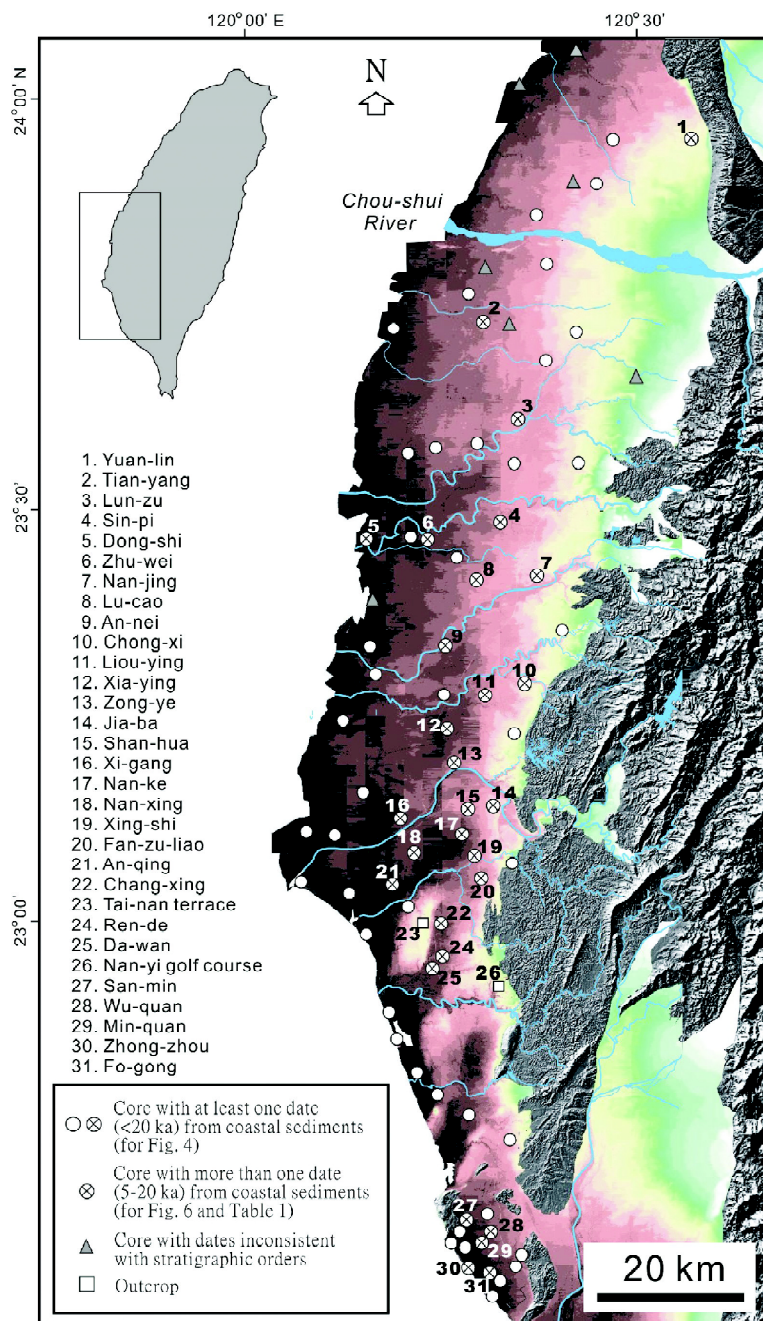 120° 00' E
120° 30'
24° 00' N
N
1
Chou-shui
River
2
3
23° 30'
4
5
6
7
8
9
10
11
12
13
14
15
16
17
18
19
20
21
23° 00'
22
23
24
25
26
27
28
29
30
31
1. Yuan-lin
2. Tian-yang
3. Lun-zu
4. Sin-pi
5. Dong-shi
6. Zhu-wei
7. Nan-jing
8. Lu-cao
9. An-nei
10. Chong-xi
11. Liou-ying
12. Xia-ying
13. Zong-ye
14. Jia-ba
15. Shan-hua
16. Xi-gang
17. Nan-ke
18. Nan-xing
19. Xing-shi
20. Fan-zu-liao
21. An-qing
22. Chang-xing
23. Tai-nan terrace
24. Ren-de
25. Da-wan
26. Nan-yi golf course
27. San-min
28. Wu-quan
29. Min-quan
30. Zhong-zhou
31. Fo-gong
Core with at least one date
(<20 ka) from coastal sediments
(for Fig. 4)
Core with more than one date
(5-20 ka) from coastal sediments
(for Fig. 6 and Table 1)
Core with dates inconsistent
with stratigraphic orders
Outcrop
20 km